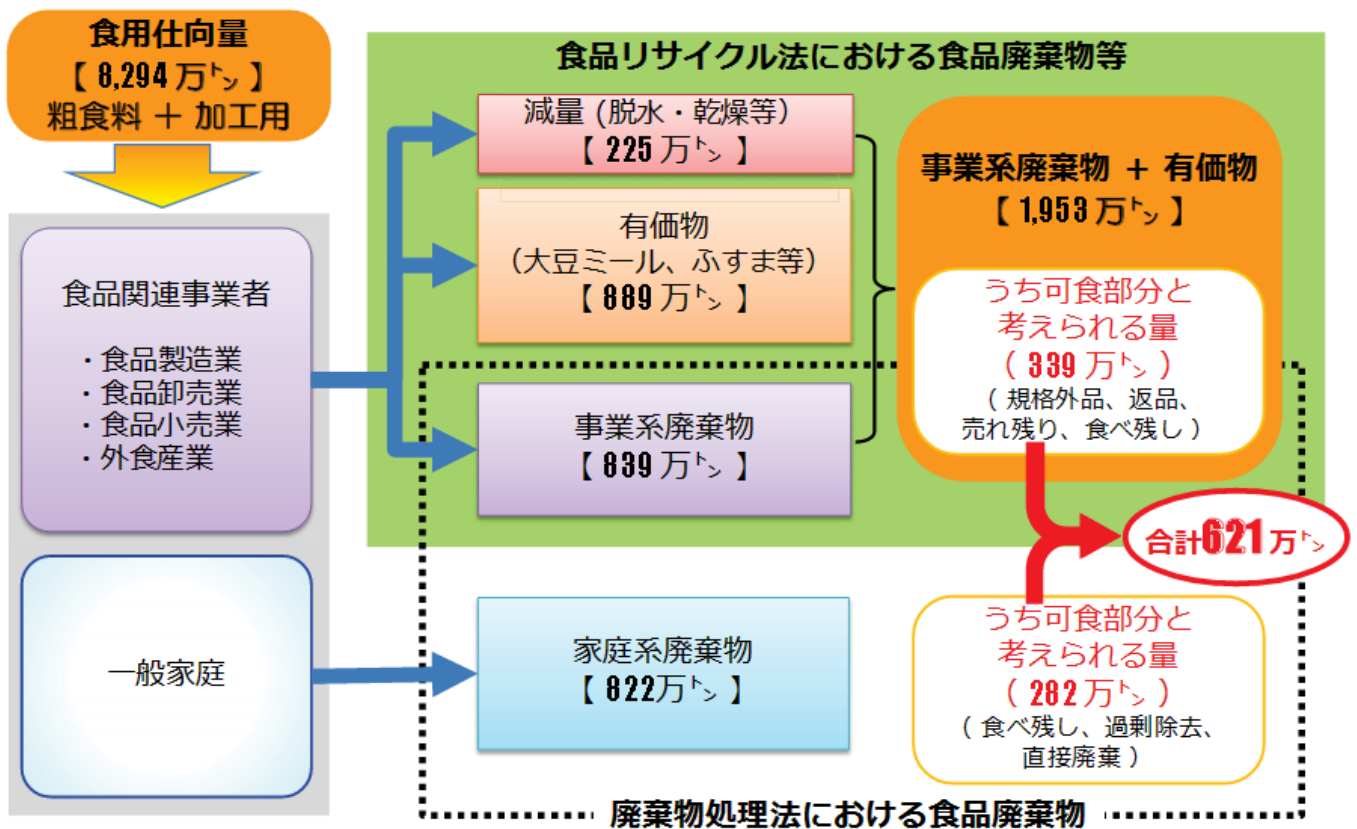 食用仕向量
【 8,294 万トン 】
粗食料 ＋ 加工用
食品関連事業者
・食品製造業
・食品卸売業
・食品小売業
・外食産業
一般家庭
食品リサイクル法における食品廃棄物等
減量 (脱水・乾燥等)
【 225 万トン 】
有価物
（大豆ミール、ふすま等）
【 889 万トン 】
事業系廃棄物
【 839 万トン 】
家庭系廃棄物
【 822万トン 】
事業系廃棄物 ＋ 有価物
【 1,953 万トン 】
うち可食部分と
考えられる量
( 339 万トン )
( 規格外品、返品、
売れ残り、食べ残し )
合計621万トン
うち可食部分と
考えられる量
( 282 万トン )
( 食べ残し、過剰除去、
直接廃棄 )
廃棄物処理法における食品廃棄物